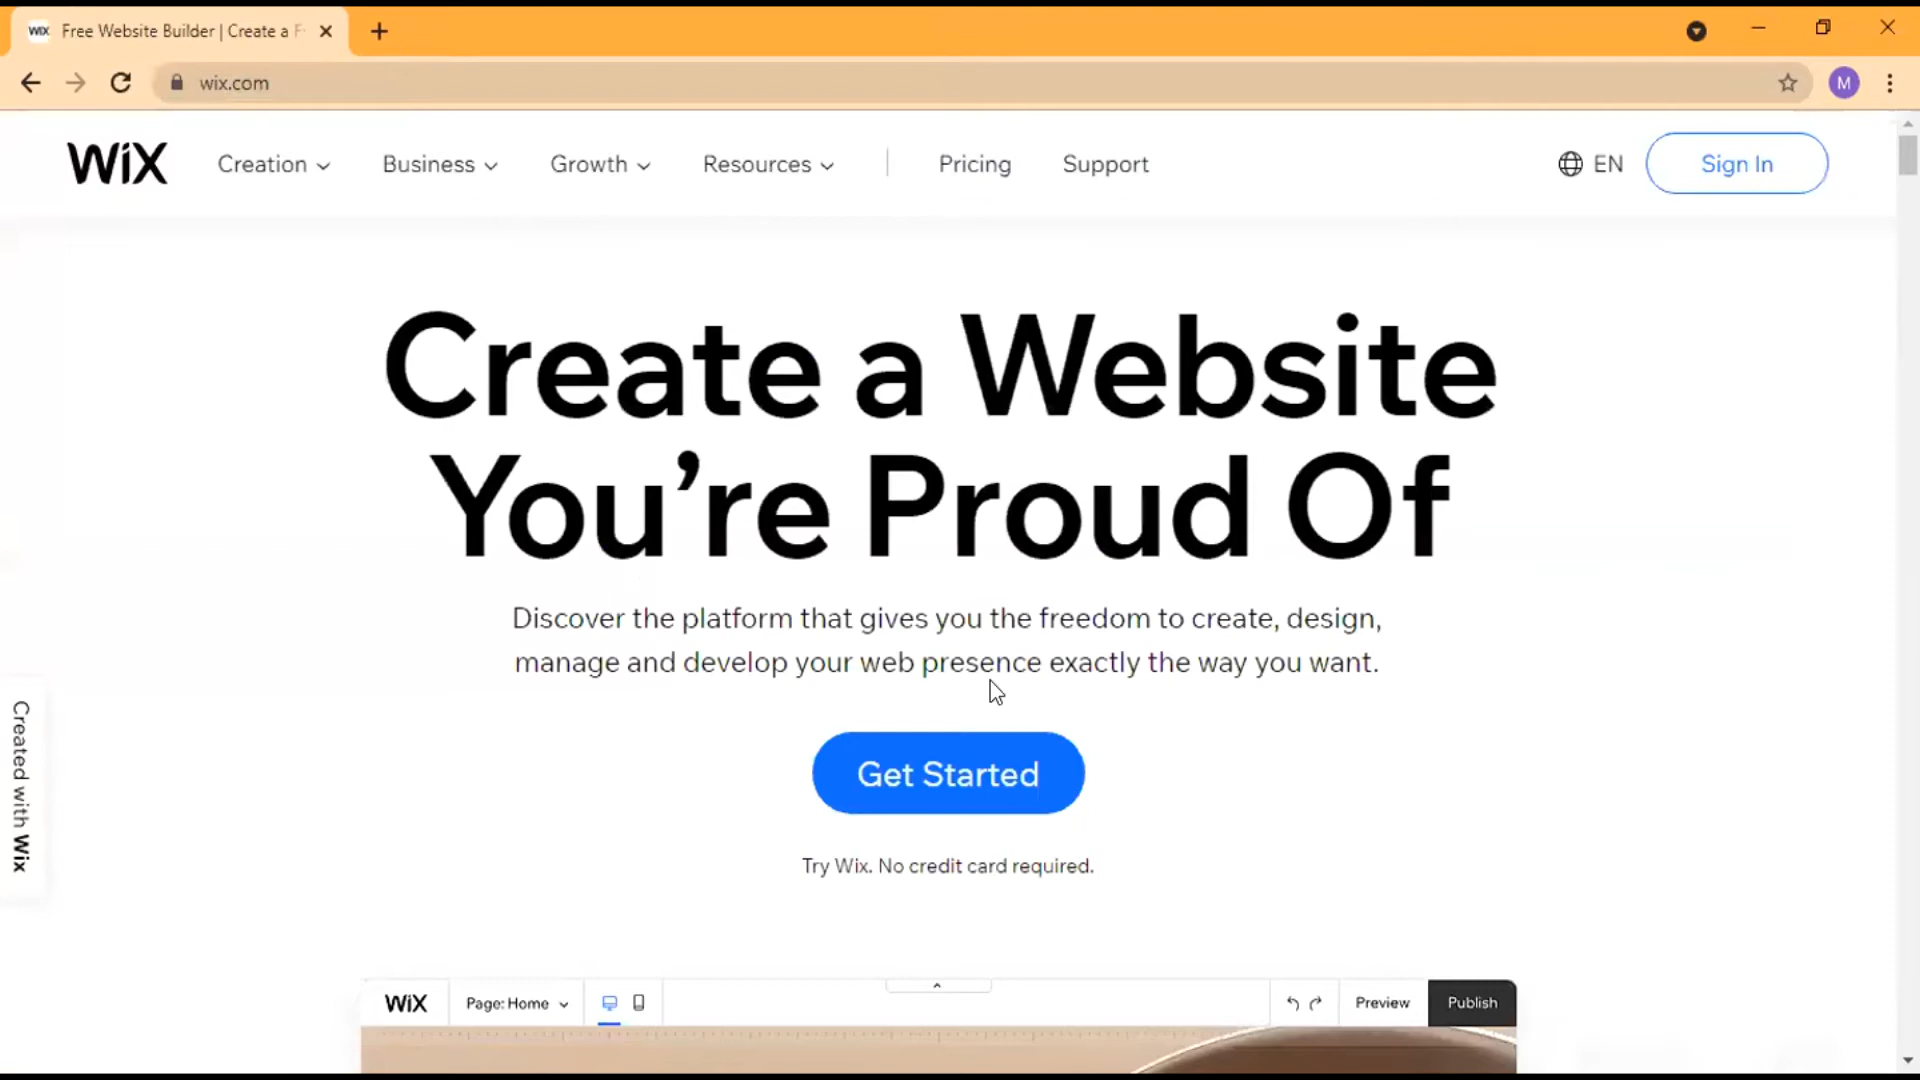 WiX Free Website Builder | Create a F
wix.com
M
WiX Creation Business Growth Resources Pricing Support EN Sign In
Create a Website
You're Proud Of
Discover the platform that gives you the freedom to create, design,
manage and develop your web presence exactly the way you want.
Get Started
Try Wix. No credit card required.
Created with Wix
WiX Page: Home Preview Publish